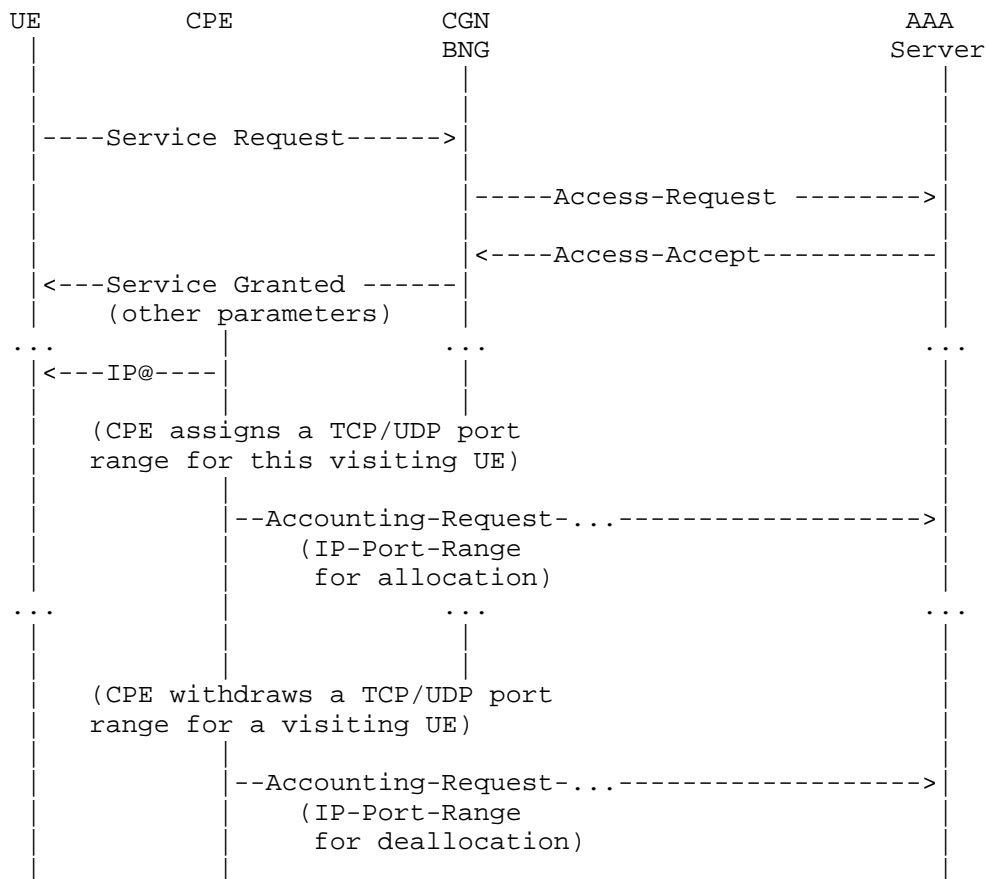 UE CPE CGN AAA
BNG Server
----Service Request------>
-----Access-Request -------->
<----Access-Accept-----------
<---Service Granted ------
(other parameters)
... ... ...
<---IP@----
(CPE assigns a TCP/UDP port
range for this visiting UE)
--Accounting-Request-...------------------->
(IP-Port-Range
for allocation)
... ... ...
(CPE withdraws a TCP/UDP port
range for a visiting UE)
--Accounting-Request-...------------------->
(IP-Port-Range
for deallocation)